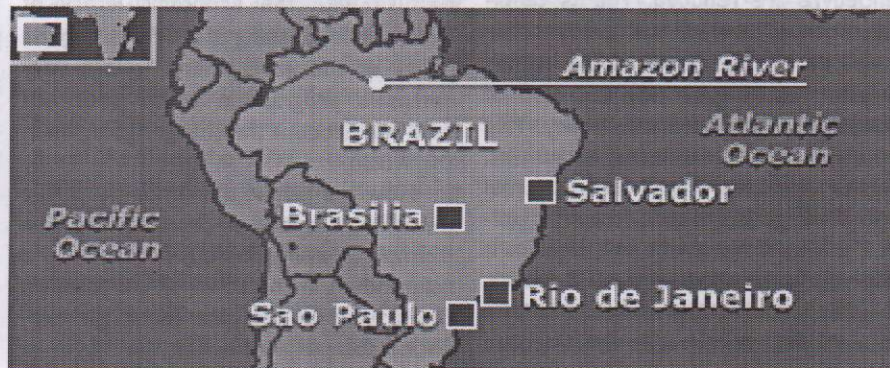 Amazon River
BRAZIL
Atlantic
Ocean
Salvador
Brasilia
Pacific
Ocean
Rio de Janeiro
Sao Paulo